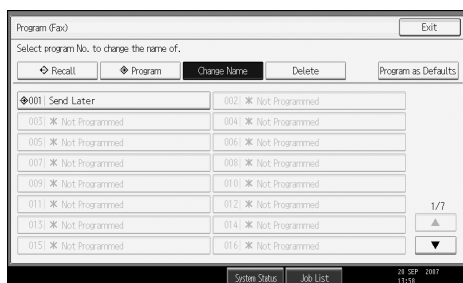 Program (Fax) Exit
Select program No. to change the name of.
Recall Program Change Name Delete Program as Defaults
001 Send Later 002 Not Programmed
003 Not Programmed 004 Not Programmed
005 Not Programmed 006 Not Programmed
007 Not Programmed 008 Not Programmed
009 Not Programmed 010 Not Programmed
011 Not Programmed 012 Not Programmed 1/7
013 Not Programmed 014 Not Programmed
015 Not Programmed 016 Not Programmed
System Status Job List 20 SEP 2007
13:58